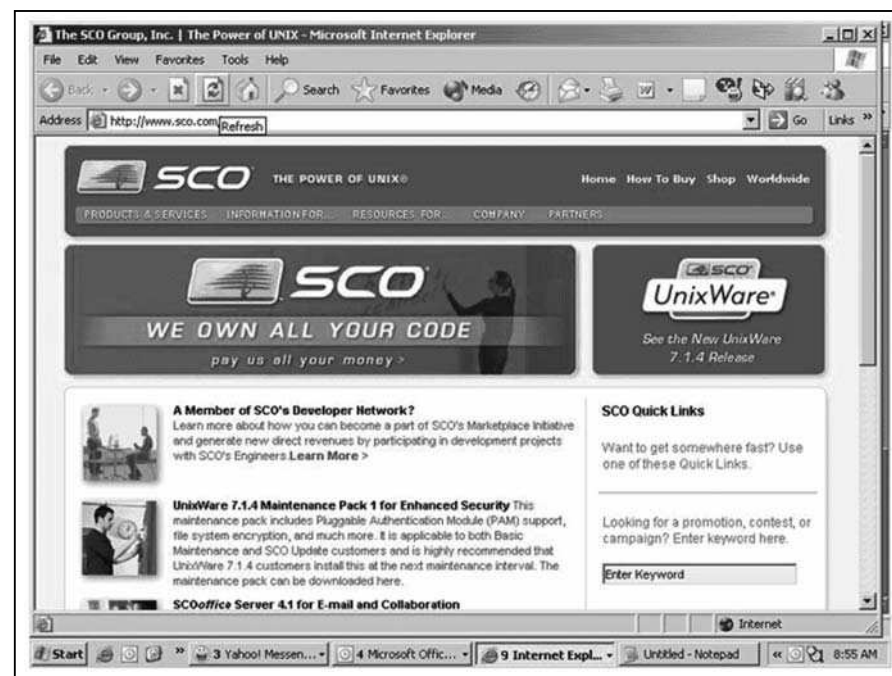 The SCO Group, Inc. | The Power of UNIX - Microsoft Internet Explorer
File Edit View Favorites Tools Help
Back Search Favorites Media
Address http://www.sco.com Go Links »
Refresh
SCO THE POWER OF UNIX® Home How To Buy Shop Worldwide
PRODUCTS & SERVICES INFORMATION FOR... RESOURCES FOR... COMPANY PARTNERS
SCO
WE OWN ALL YOUR CODE
pay us all your money >
SCO
UnixWare®
See the New UnixWare
7.1.4 Release
A Member of SCO's Developer Network?
Learn more about how you can become a part of SCO's Marketplace Initiative
and generate new direct revenues by participating in development projects
with SCO's Engineers.Learn More >
UnixWare 7.1.4 Maintenance Pack 1 for Enhanced Security This
maintenance pack includes Pluggable Authentication Module (PAM) support,
file system encryption, and much more. It is applicable to both Basic
Maintenance and SCO Update customers and is highly recommended that
UnixWare 7.1.4 customers install this at the next maintenance interval. The
maintenance pack can be downloaded here.
SCOoffice Server 4.1 for E-mail and Collaboration
SCO Quick Links
Want to get somewhere fast? Use
one of these Quick Links.
Looking for a promotion, contest, or
campaign? Enter keyword here.
Enter Keyword
Internet
Start » 3 Yahoo! Messen... 4 Microsoft Offic... 9 Internet Expl... Untitled - Notepad « 8:55 AM